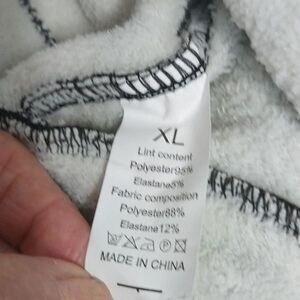 XL
Lint content
Polyester95%
Elastane5%
Fabric composition
Polyester88%
Elastane12%
MADE IN CHINA